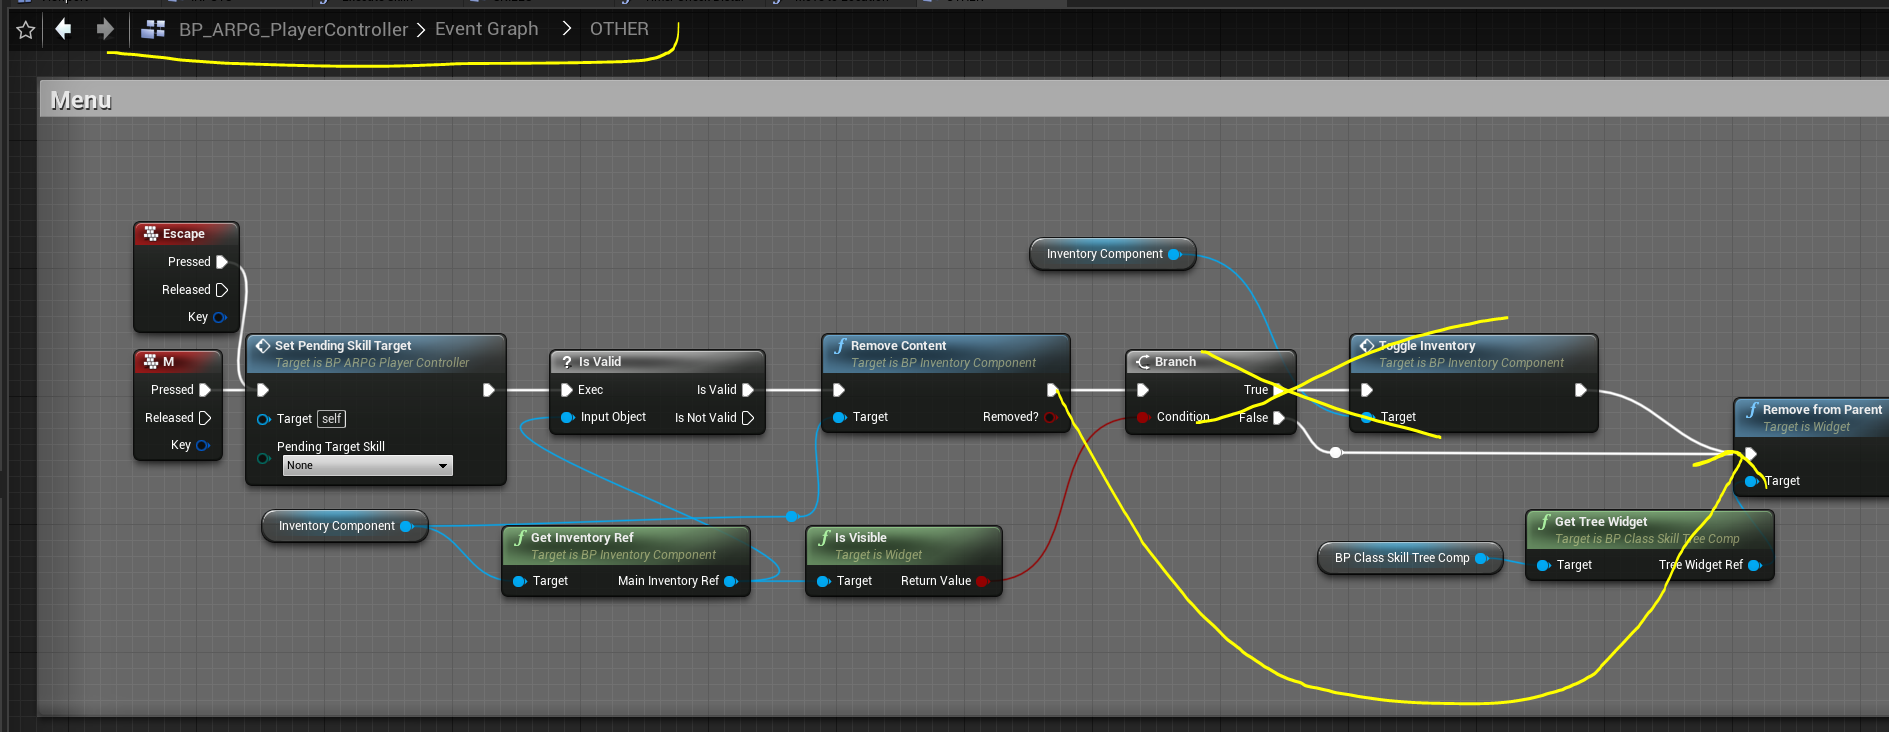 BP_ARPG_PlayerController > Event Graph > OTHER
Menu
Escape
Pressed
Released
Key
M
Pressed
Released
Key
Set Pending Skill Target
Target is BP ARPG Player Controller
Target self
Pending Target Skill
None
? Is Valid
Exec Is Valid
Input Object Is Not Valid
Inventory Component
f Get Inventory Ref
Target is BP Inventory Component
Target Main Inventory Ref
f Remove Content
Target is BP Inventory Component
Target Removed?
f Is Visible
Target is Widget
Target Return Value
Inventory Component
Branch
True
Condition False
Toggle Inventory
Target is BP Inventory Component
Target
BP Class Skill Tree Comp
f Get Tree Widget
Target is BP Class Skill Tree Comp
Target Tree Widget Ref
f Remove from Parent
Target is Widget
Target